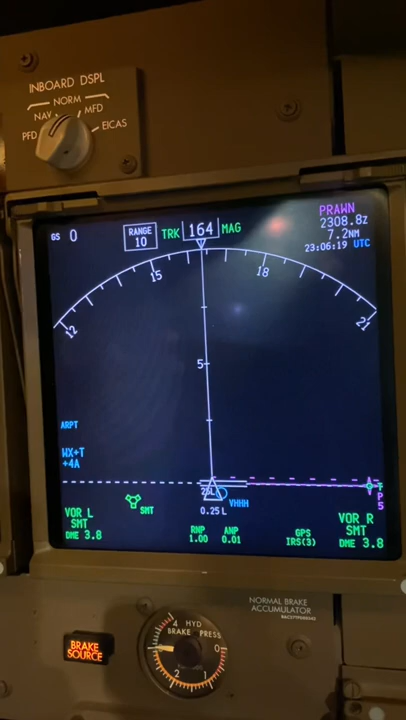 INBOARD DSPL
NORM
NAV MFD
PFD EICAS
GS 0
RANGE
10
TRK 164 MAG
PRAWN
2308.8z
7.2NM
23:06:19 UTC
12 15 18 21
5
ARPT
WX+T
+4A
25L
VHHH
0.25 L
SMT
VOR L
SMT
DME 3.8
RNP
1.00
ANP
0.01
GPS
IRS(3)
VOR R
SMT
DME 3.8
NORMAL BRAKE
ACCUMULATOR
BRAKE
SOURCE
HYD
BRAKE PRESS
4
0
2 1